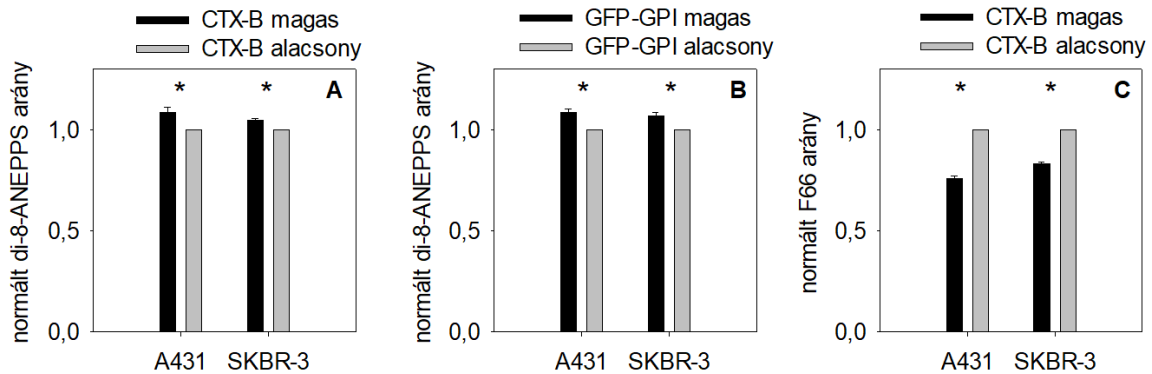 CTX-B magas
CTX-B alacsony
normált di-8-ANEPPS arány
1,0
0,5
0,0
* *
A
A431 SKBR-3
GFP-GPI magas
GFP-GPI alacsony
normált di-8-ANEPPS arány
1,0
0,5
0,0
* *
B
A431 SKBR-3
CTX-B magas
CTX-B alacsony
normált F66 arány
1,0
0,5
0,0
* *
C
A431 SKBR-3